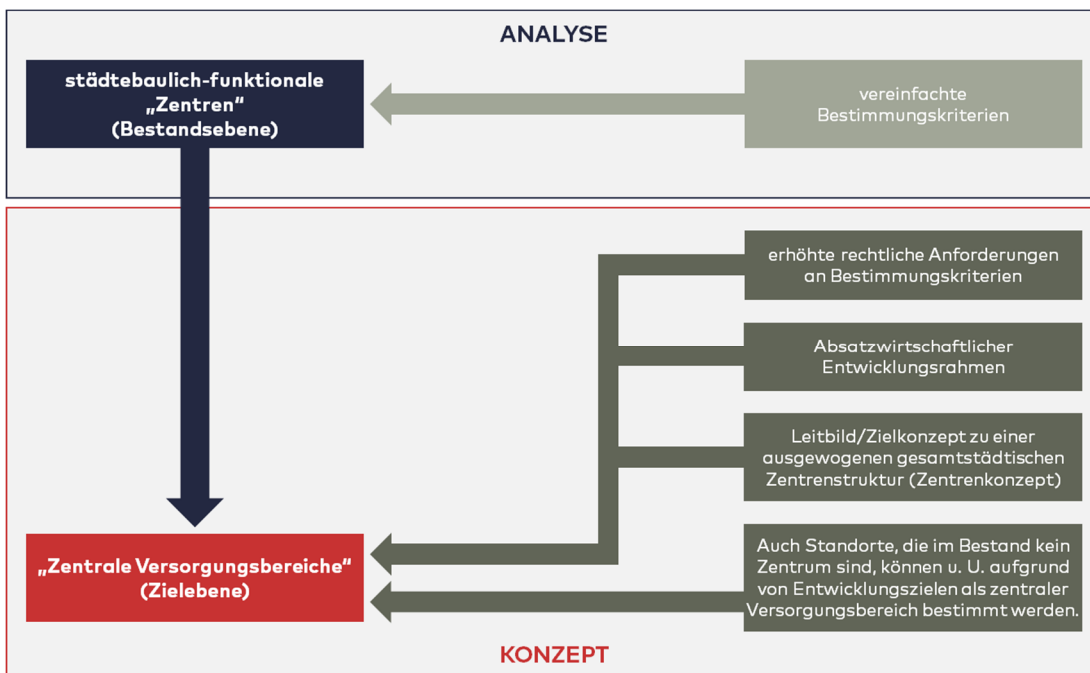 ANALYSE
städtebaulich-funktionale
„Zentren“
(Bestandsebene)
vereinfachte
Bestimmungskriterien
erhöhte rechtliche Anforderungen
an Bestimmungskriterien
Absatzwirtschaftlicher
Entwicklungsrahmen
Leitbild/Zielkonzept zu einer
ausgewogenen gesamtstädtischen
Zentrenstruktur (Zentrenkonzept)
„Zentrale Versorgungsbereiche“
(Zielebene)
Auch Standorte, die im Bestand kein
Zentrum sind, können u. U. aufgrund
von Entwicklungszielen als zentraler
Versorgungsbereich bestimmt werden.
KONZEPT